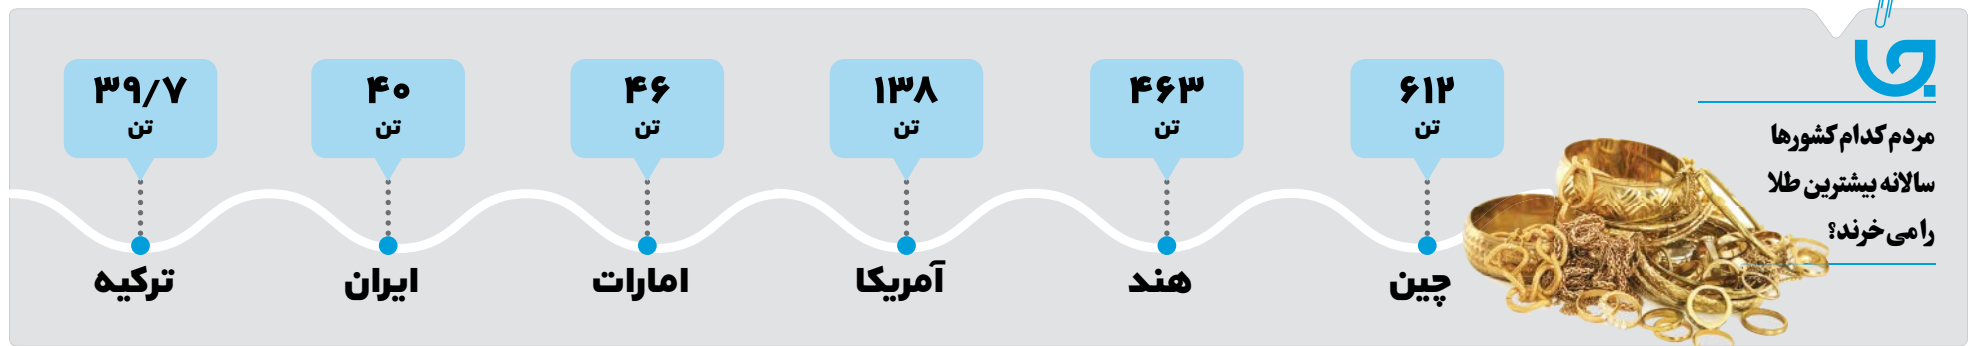 مردم کدام کشورها
سالانه بیشترین طلا
را می‌خرند؟
۶۱۲
تن
چین
۴۶۳
تن
هند
۱۳۸
تن
آمریکا
۴۶
تن
امارات
۴۰
تن
ایران
۳۹/۷
تن
ترکیه